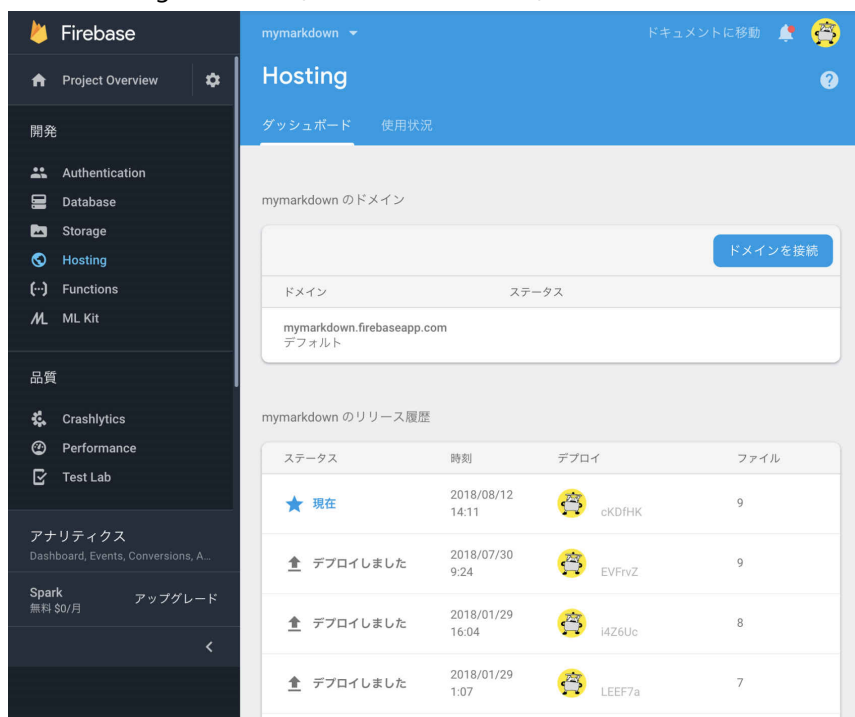 Firebase
Project Overview
開発
Authentication
Database
Storage
Hosting
Functions
ML Kit
品質
Crashlytics
Performance
Test Lab
アナリティクス
Dashboard, Events, Conversions, A...
Spark
無料 $0/月
アップグレード
mymarkdown
ドキュメントに移動
Hosting
ダッシュボード 使用状況
mymarkdown のドメイン
ドメインを接続
ドメイン ステータス
mymarkdown.firebaseapp.com
デフォルト
mymarkdown のリリース履歴
ステータス 時刻 デプロイ ファイル
現在 2018/08/12 14:11 cKDfHK 9
デプロイしました 2018/07/30 9:24 EVFrvZ 9
デプロイしました 2018/01/29 16:04 i4Z6Uc 8
デプロイしました 2018/01/29 1:07 LEEF7a 7